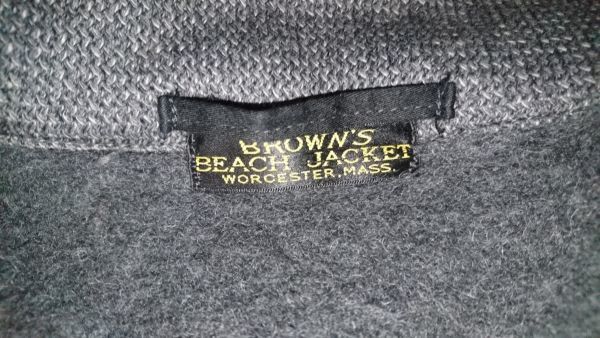 BROWN'S
BEACH JACKET
WORCESTER, MASS.